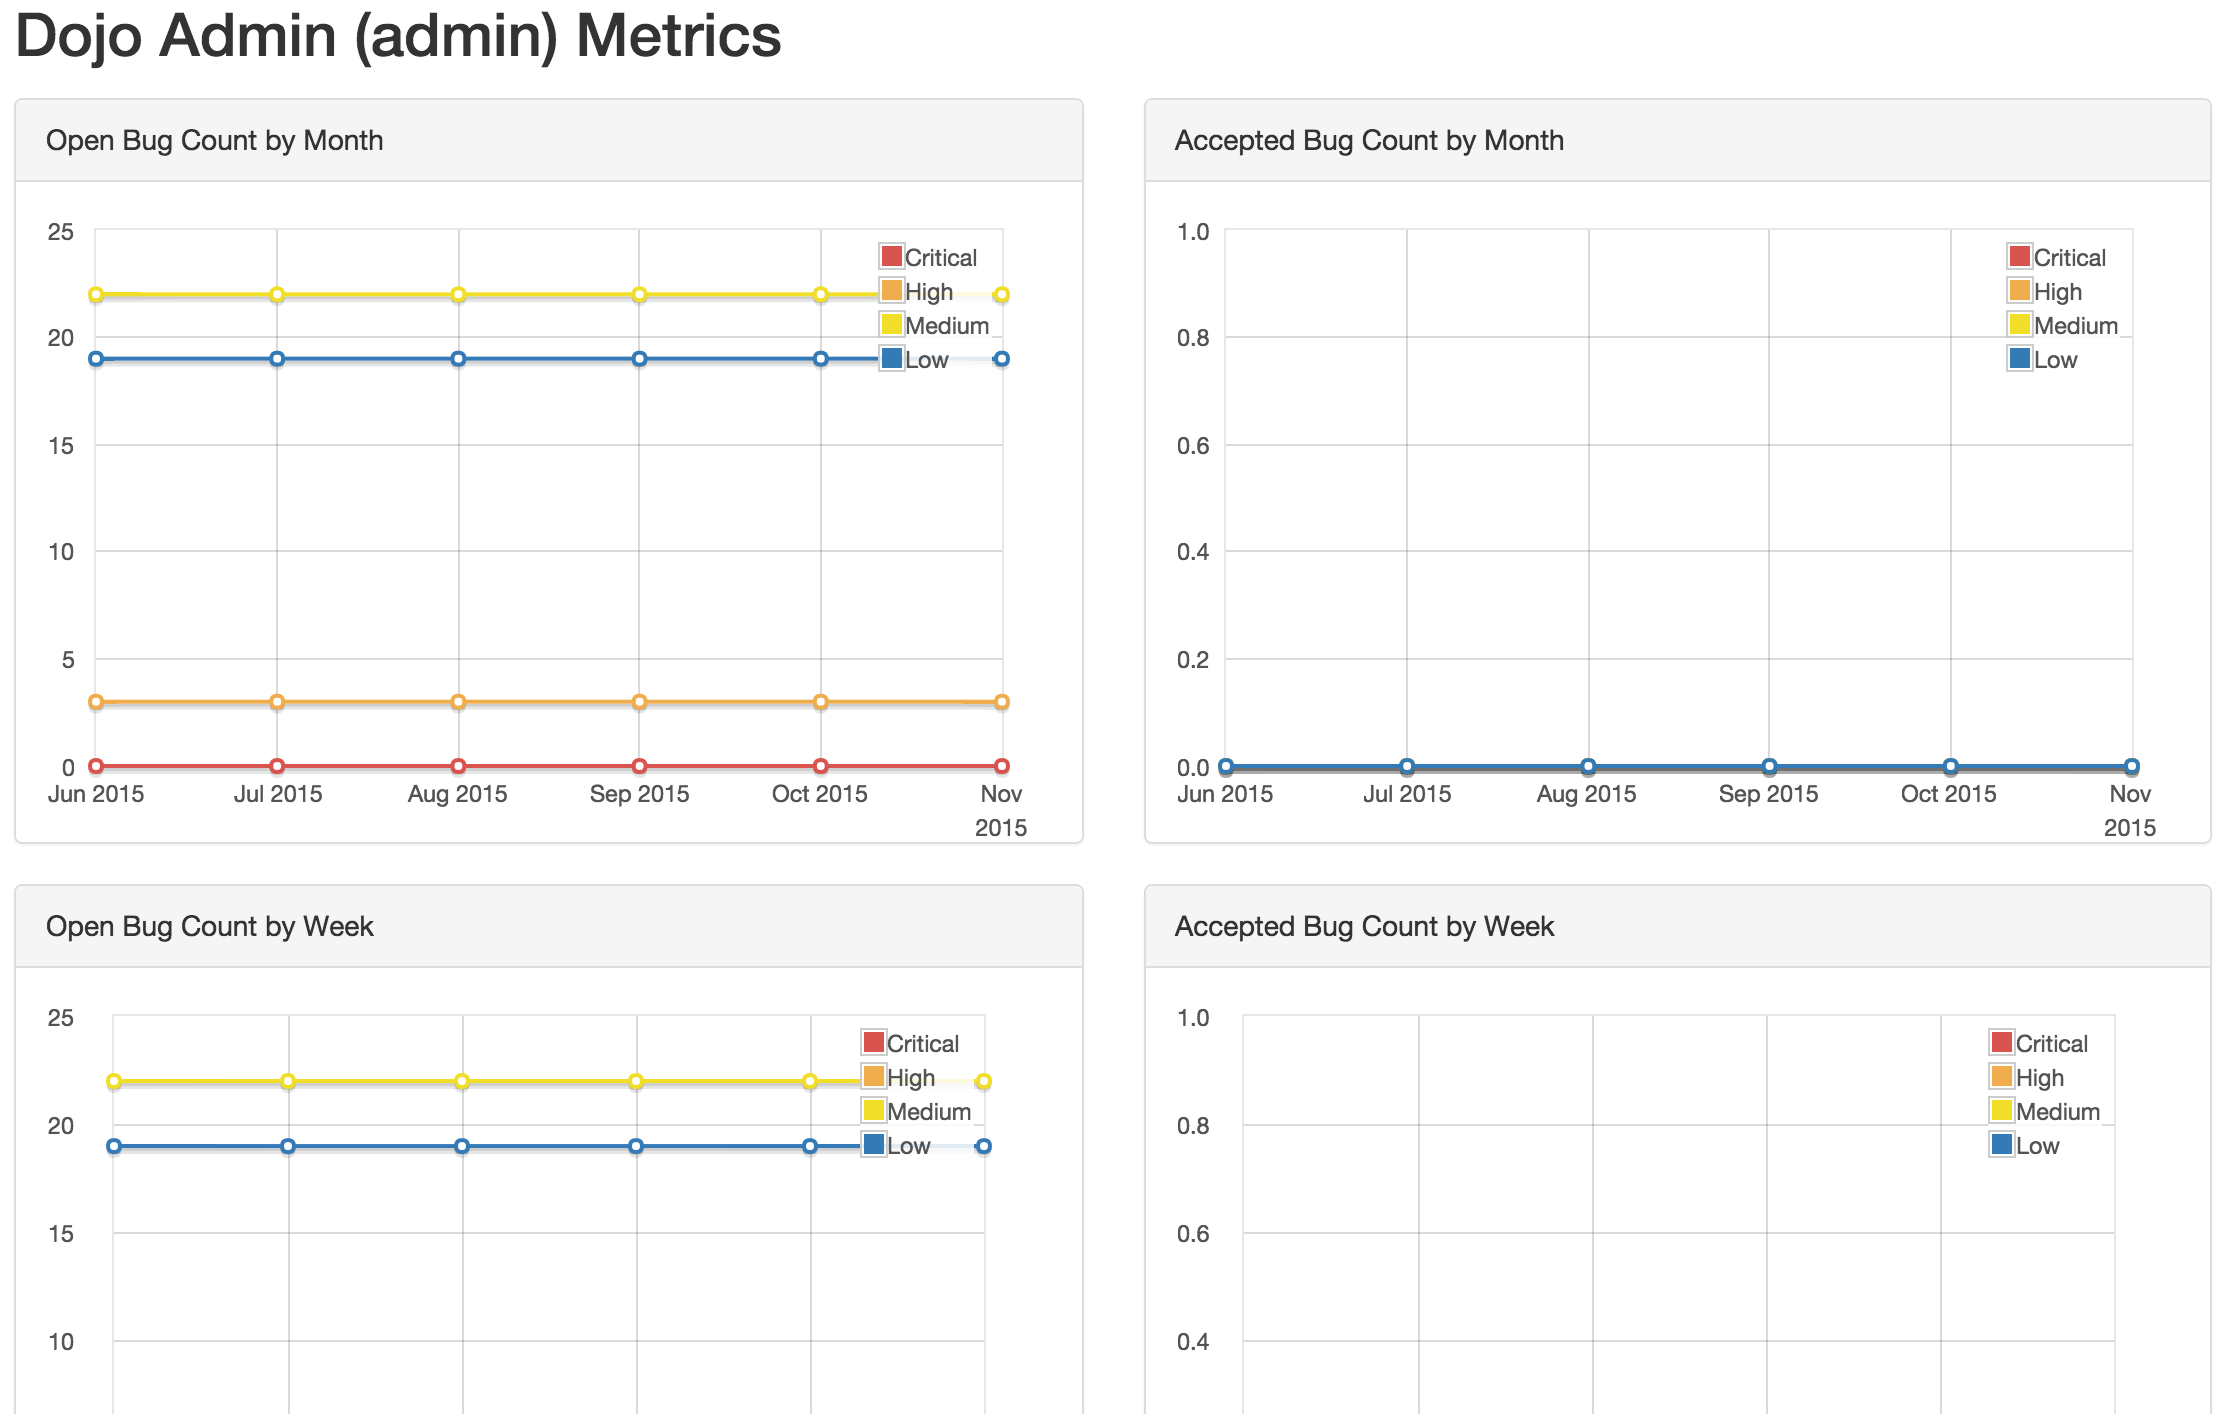 Dojo Admin (admin) Metrics
Open Bug Count by Month
25
20
15
10
5
0
Critical
High
Medium
Low
Jun 2015 Jul 2015 Aug 2015 Sep 2015 Oct 2015 Nov
2015
Accepted Bug Count by Month
1.0
0.8
0.6
0.4
0.2
0.0
Critical
High
Medium
Low
Jun 2015 Jul 2015 Aug 2015 Sep 2015 Oct 2015 Nov
2015
Open Bug Count by Week
25
20
15
10
Critical
High
Medium
Low
Accepted Bug Count by Week
1.0
0.8
0.6
0.4
Critical
High
Medium
Low